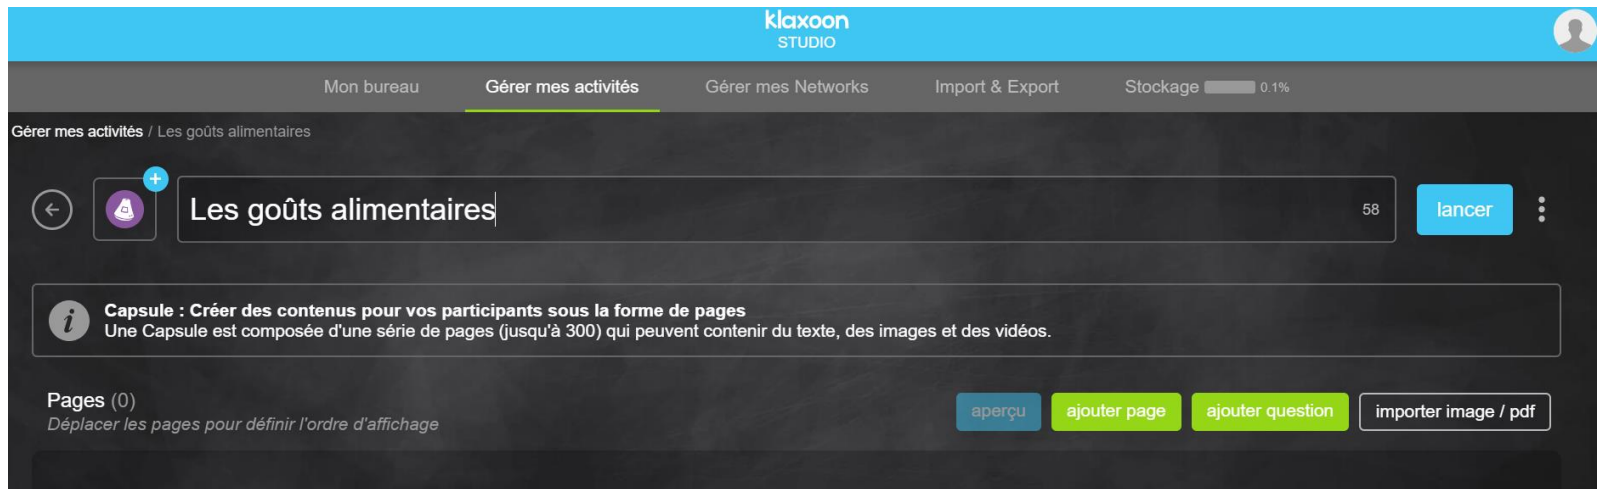 klaxoon
STUDIO
Mon bureau Gérer mes activités Gérer mes Networks Import & Export Stockage 0.1%
Gérer mes activités / Les goûts alimentaires
Les goûts alimentaires 58 lancer
Capsule : Créer des contenus pour vos participants sous la forme de pages
Une Capsule est composée d'une série de pages (jusqu'à 300) qui peuvent contenir du texte, des images et des vidéos.
Pages (0)
Déplacer les pages pour définir l'ordre d'affichage
aperçu ajouter page ajouter question importer image / pdf